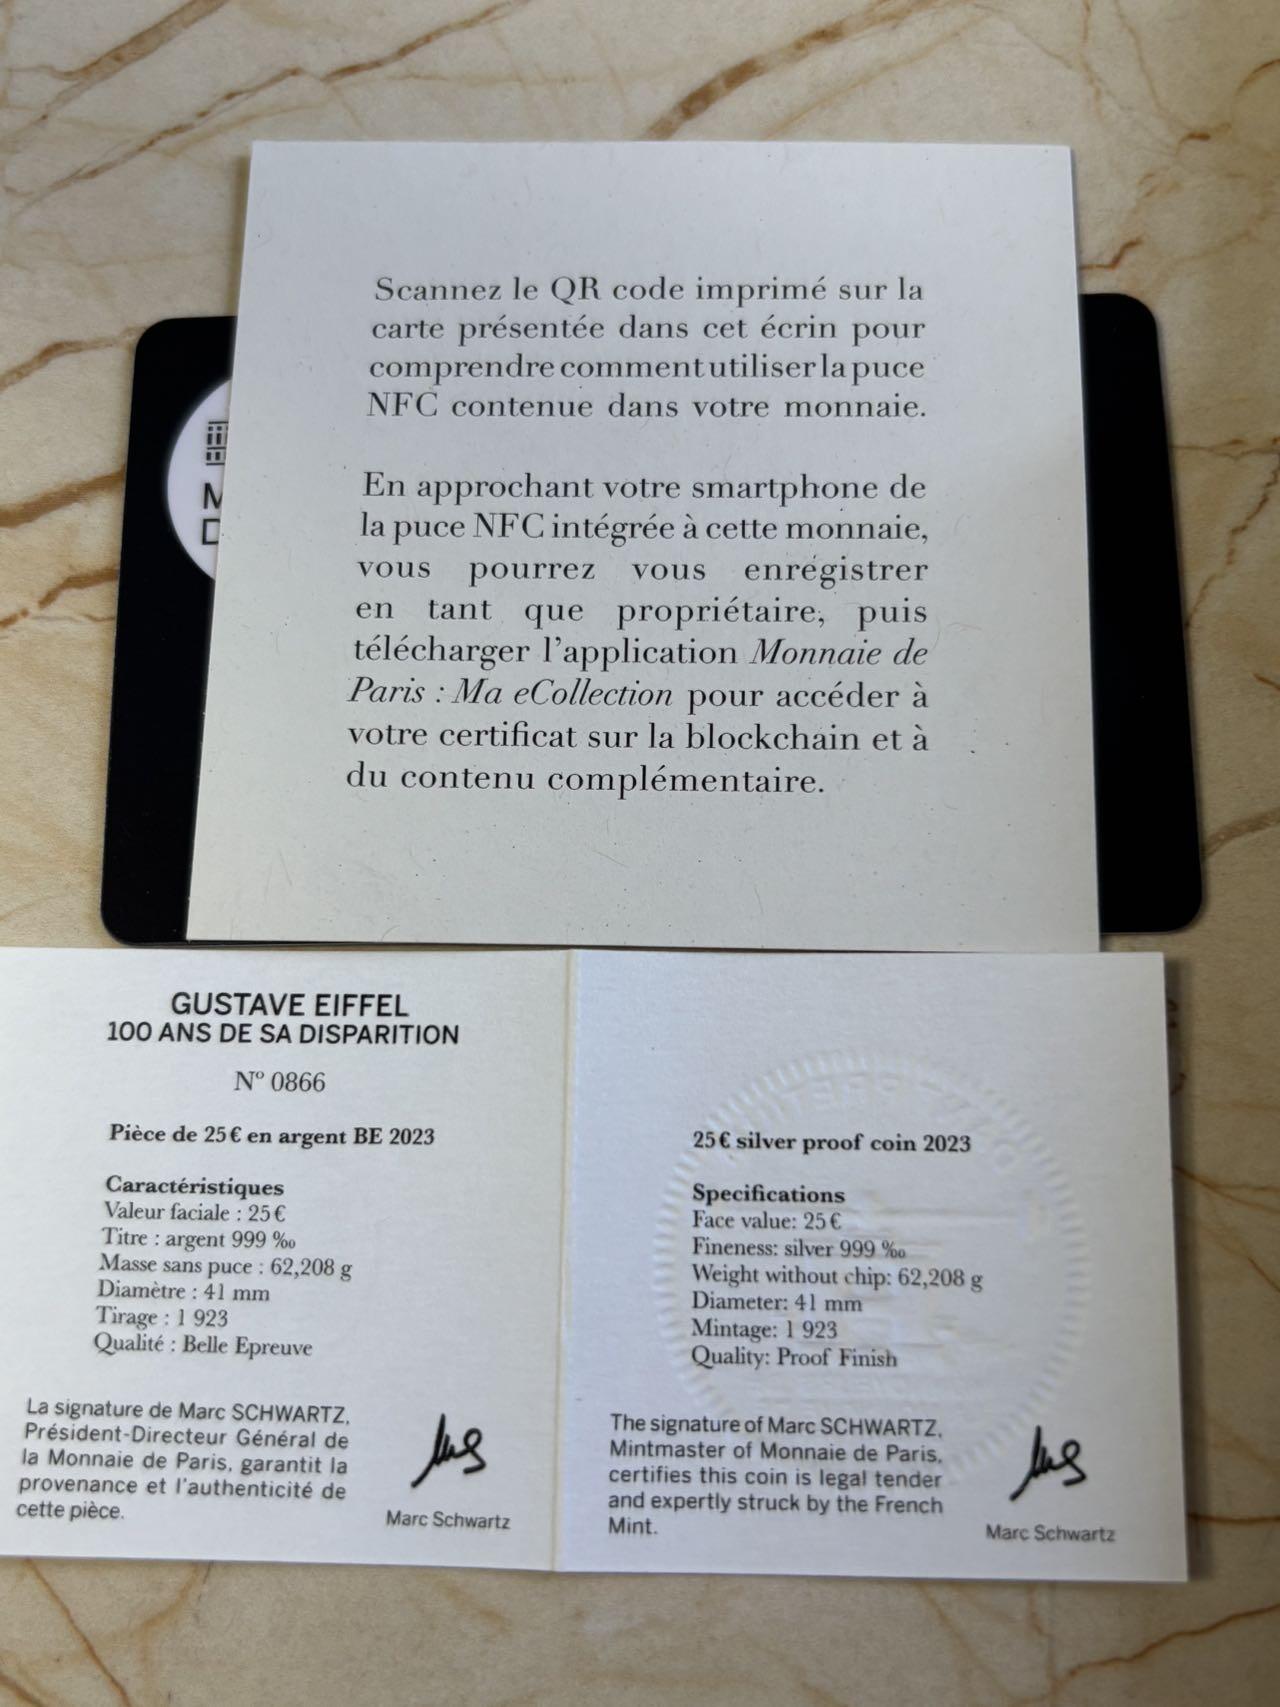 Scannez le QR code imprimé sur la
carte présentée dans cet écrin pour
comprendre comment utiliser la puce
NFC contenue dans votre monnaie.
En approchant votre smartphone de
la puce NFC intégrée à cette monnaie,
vous pourrez vous enregistrer
en tant que propriétaire, puis
télécharger l'application Monnaie de
Paris : Ma eCollection pour accéder à
votre certificat sur la blockchain et à
du contenu complémentaire.
GUSTAVE EIFFEL
100 ANS DE SA DISPARITION
N° 0866
Pièce de 25 € en argent BE 2023
Caractéristiques
Valeur faciale : 25 €
Titre : argent 999 ‰
Masse sans puce : 62,208 g
Diamètre : 41 mm
Tirage : 1 923
Qualité : Belle Epreuve
La signature de Marc SCHWARTZ,
Président-Directeur Général de
la Monnaie de Paris, garantit la
provenance et l'authenticité de
cette pièce.
Marc Schwartz
25 € silver proof coin 2023
Specifications
Face value: 25 €
Fineness: silver 999 ‰
Weight without chip: 62,208 g
Diameter: 41 mm
Mintage: 1 923
Quality: Proof Finish
The signature of Marc SCHWARTZ,
Mintmaster of Monnaie de Paris,
certifies this coin is legal tender
and expertly struck by the French
Mint.
Marc Schwartz